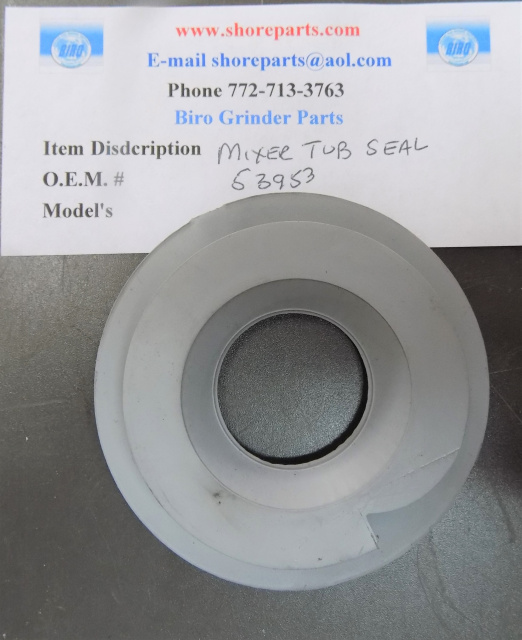 www.shoreparts.com
BIRO BIRO
E-mail shoreparts@aol.com
Phone 772-713-3763
Biro Grinder Parts
Item Disdcription MIXER TUB SEAL
O.E.M. # 53953
Model's